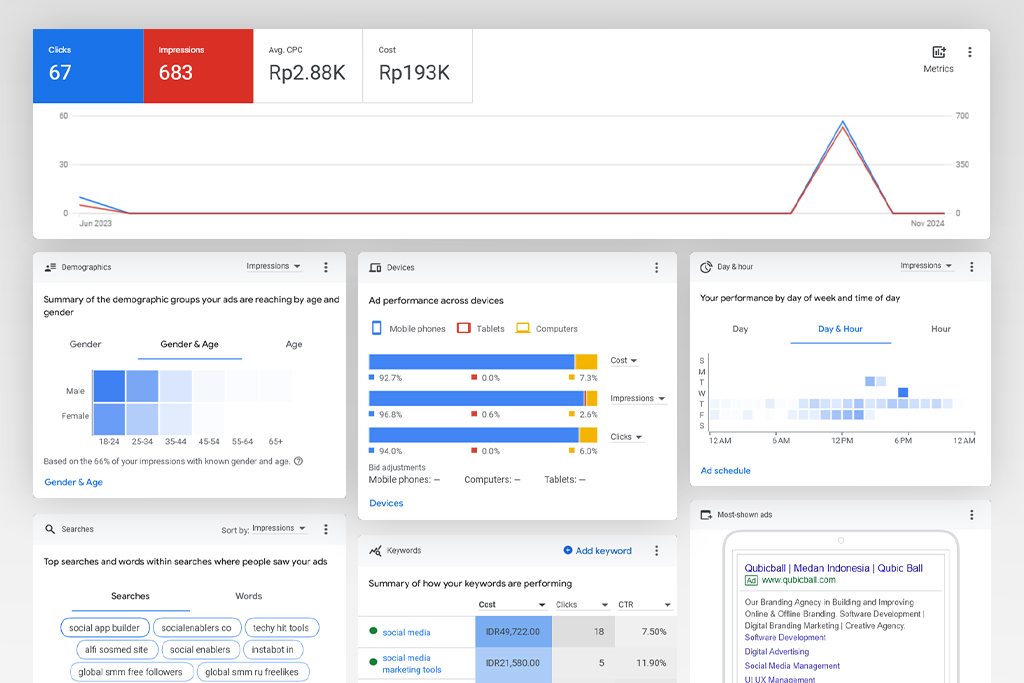 Clicks
67
Impressions
683
Avg. CPC
Rp2.88K
Cost
Rp193K
Metrics
60
30
0
700
350
0
Jun 2023
Nov 2024
Demographics
Impressions
Summary of the demographic groups your ads are reaching by age and
gender
Gender
Gender & Age
Age
Male
Female
18-24 25-34 35-44 45-54 55-64 65+
Based on the 66% of your impressions with known gender and age.
Gender & Age
Devices
Ad performance across devices
Mobile phones Tablets Computers
Cost
92.7% 0.0% 7.3%
Impressions
96.8% 0.6% 2.6%
Clicks
94.0% 0.0% 6.0%
Bid adjustments
Mobile phones: — Computers: — Tablets: —
Devices
Day & hour
Impressions
Your performance by day of week and time of day
Day
Day & Hour
Hour
S
M
T
W
T
F
S
12 AM 6 AM 12 PM 6 PM 12 AM
Ad schedule
Searches
Sort by: Impressions
Top searches and words within searches where people saw your ads
Searches
Words
social app builder
socialenablers co
techy hit tools
alfi sosmed site
social enablers
instabot in
global smm free followers
global smm ru freelikes
Keywords
Add keyword
Summary of how your keywords are performing
Cost Clicks CTR
social media IDR49,722.00 18 7.50%
social media
marketing tools IDR21,580.00 5 11.90%
Most-shown ads
Qubicball | Medan Indonesia | Qubic Ball
Ad www.qubicball.com
Our Branding Agency in Building and Improving
Online & Offline Branding. Software Development |
Digital Branding Marketing | Creative Agency.
Software Development
Digital Advertising
Social Media Management
UI UX Management